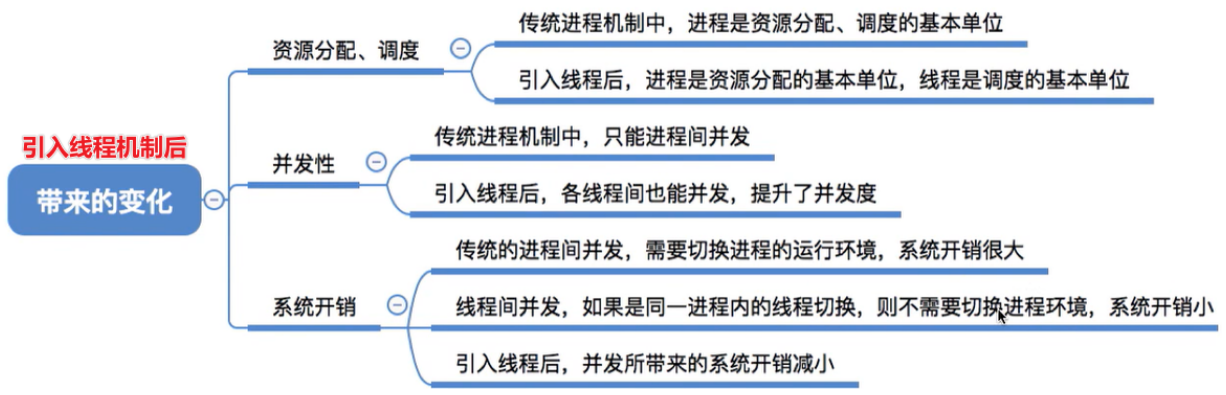 引入线程机制后
带来的变化
资源分配、调度
传统进程机制中，进程是资源分配、调度的基本单位
引入线程后，进程是资源分配的基本单位，线程是调度的基本单位
并发性
传统进程机制中，只能进程间并发
引入线程后，各线程间也能并发，提升了并发度
系统开销
传统的进程间并发，需要切换进程的运行环境，系统开销很大
线程间并发，如果是同一进程内的线程切换，则不需要切换进程环境，系统开销小
引入线程后，并发所带来的系统开销减小